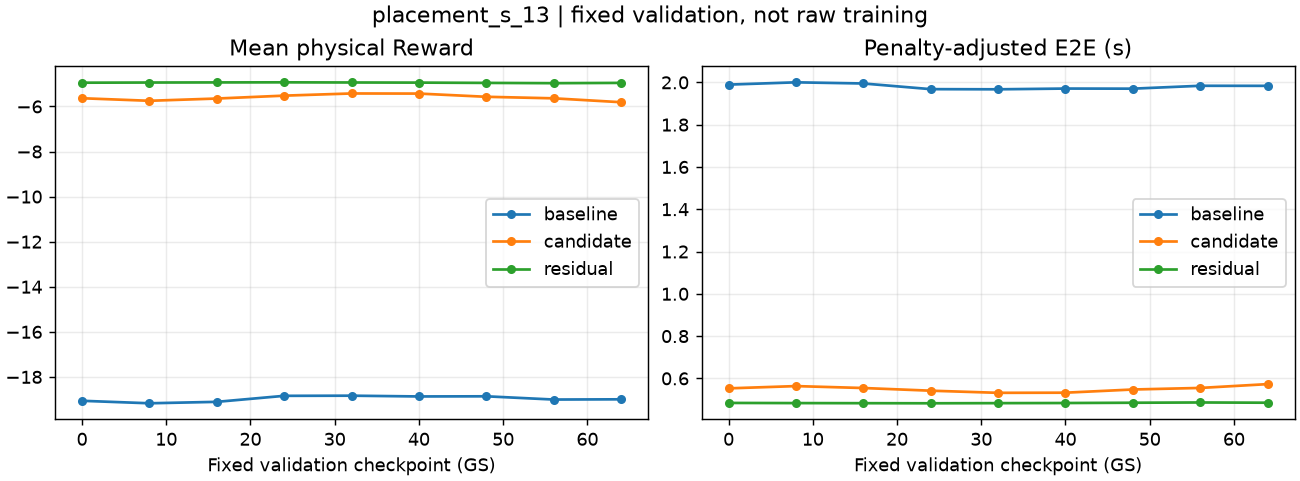 placement_s_13 | fixed validation, not raw training
Mean physical Reward
−6
−8
−10
−12
−14
−16
−18
0 10 20 30 40 50 60
Fixed validation checkpoint (GS)
baseline
candidate
residual
Penalty-adjusted E2E (s)
2.0
1.8
1.6
1.4
1.2
1.0
0.8
0.6
0 10 20 30 40 50 60
Fixed validation checkpoint (GS)
baseline
candidate
residual